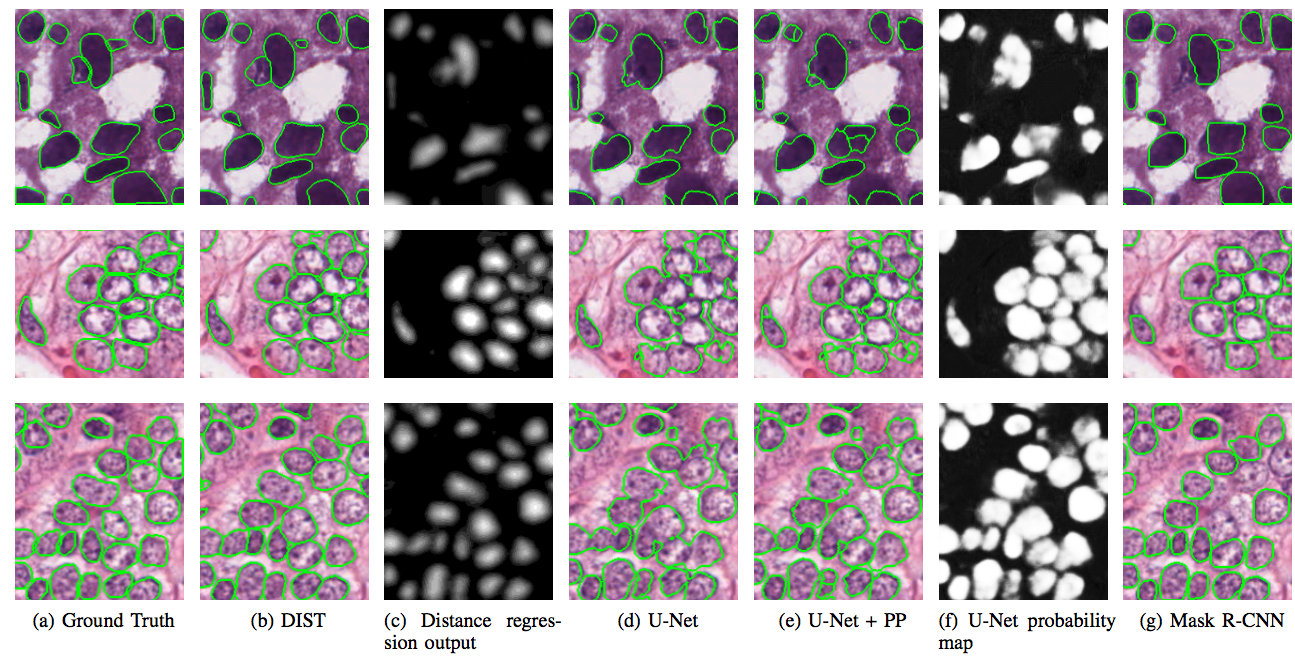 (a) Ground Truth
(b) DIST
(c) Distance regres-
sion output
(d) U-Net
(e) U-Net + PP
(f) U-Net probability
map
(g) Mask R-CNN